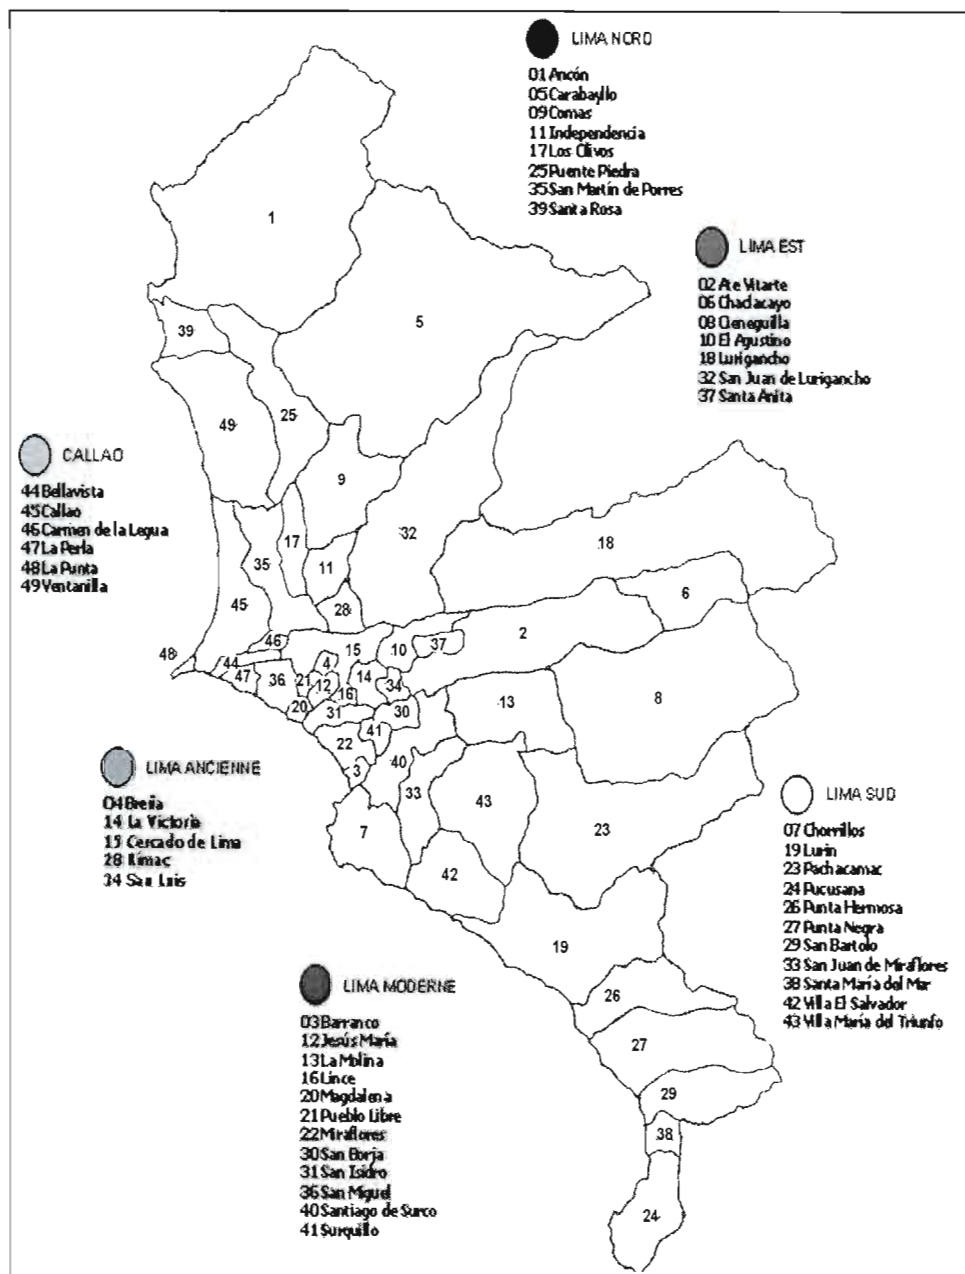 LIMA NORD
01 Ancón
05 Carabayllo
09 Comas
11 Independencia
17 Los Olivos
25 Puente Piedra
35 San Martín de Porres
39 Santa Rosa
LIMA EST
02 Ate Vitarte
06 Chaclacayo
08 Cieneguilla
10 El Agustino
18 Lurigancho
32 San Juan de Lurigancho
37 Santa Anita
CALLAO
44 Bellavista
45 Callao
46 Carmen de la Legua
47 La Perla
48 La Punta
49 Ventanilla
LIMA ANCIENNE
04 Breña
14 La Victoria
15 Cercado de Lima
28 Rímac
34 San Luis
LIMA SUD
07 Chorrillos
19 Lurin
23 Pachacamac
24 Pucusana
26 Punta Hermosa
27 Punta Negra
29 San Bartolo
33 San Juan de Miraflores
38 Santa María del Mar
42 Villa El Salvador
43 Villa María del Triunfo
LIMA MODERNE
03 Barranco
12 Jesús María
13 La Molina
16 Lince
20 Magdalena
21 Pueblo Libre
22 Miraflores
30 San Borja
31 San Isidro
36 San Miguel
40 Santiago de Surco
41 Surquillo
1
5
39
25
49
9
32
18
17
35
11
6
45
28
2
46
15
10
37
48
44
4
14
47
36
21
12
16
34
8
20
31
30
13
41
22
40
3
33
43
23
7
42
19
26
27
29
38
24